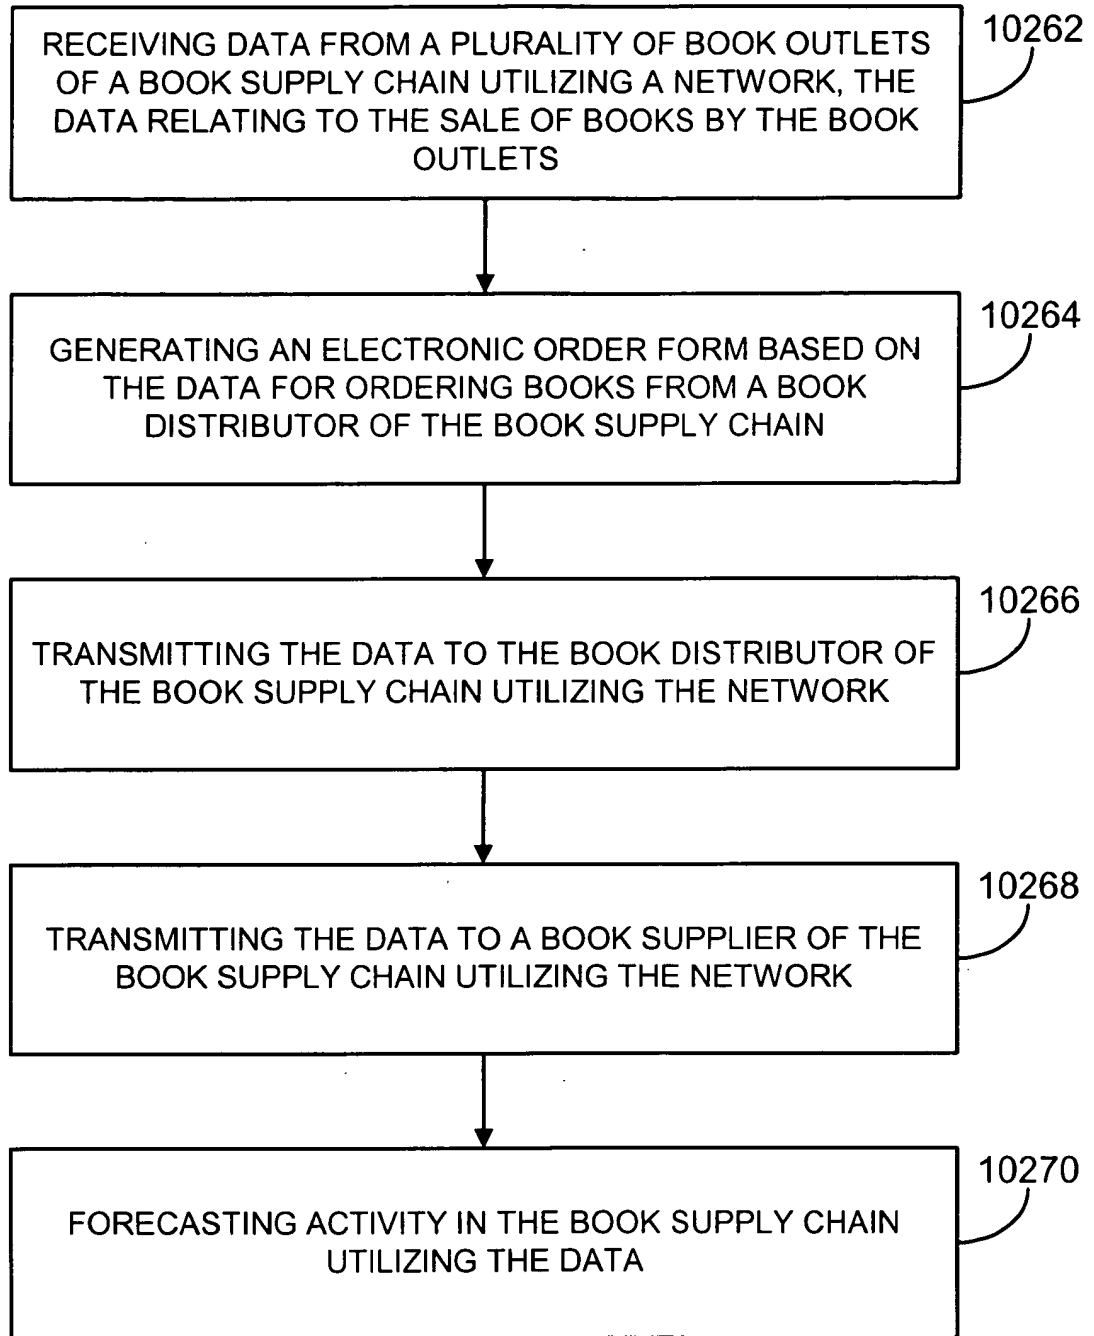 RECEIVING DATA FROM A PLURALITY OF BOOK OUTLETS
OF A BOOK SUPPLY CHAIN UTILIZING A NETWORK, THE
DATA RELATING TO THE SALE OF BOOKS BY THE BOOK
OUTLETS
10262
GENERATING AN ELECTRONIC ORDER FORM BASED ON
THE DATA FOR ORDERING BOOKS FROM A BOOK
DISTRIBUTOR OF THE BOOK SUPPLY CHAIN
10264
TRANSMITTING THE DATA TO THE BOOK DISTRIBUTOR OF
THE BOOK SUPPLY CHAIN UTILIZING THE NETWORK
10266
TRANSMITTING THE DATA TO A BOOK SUPPLIER OF THE
BOOK SUPPLY CHAIN UTILIZING THE NETWORK
10268
FORECASTING ACTIVITY IN THE BOOK SUPPLY CHAIN
UTILIZING THE DATA
10270